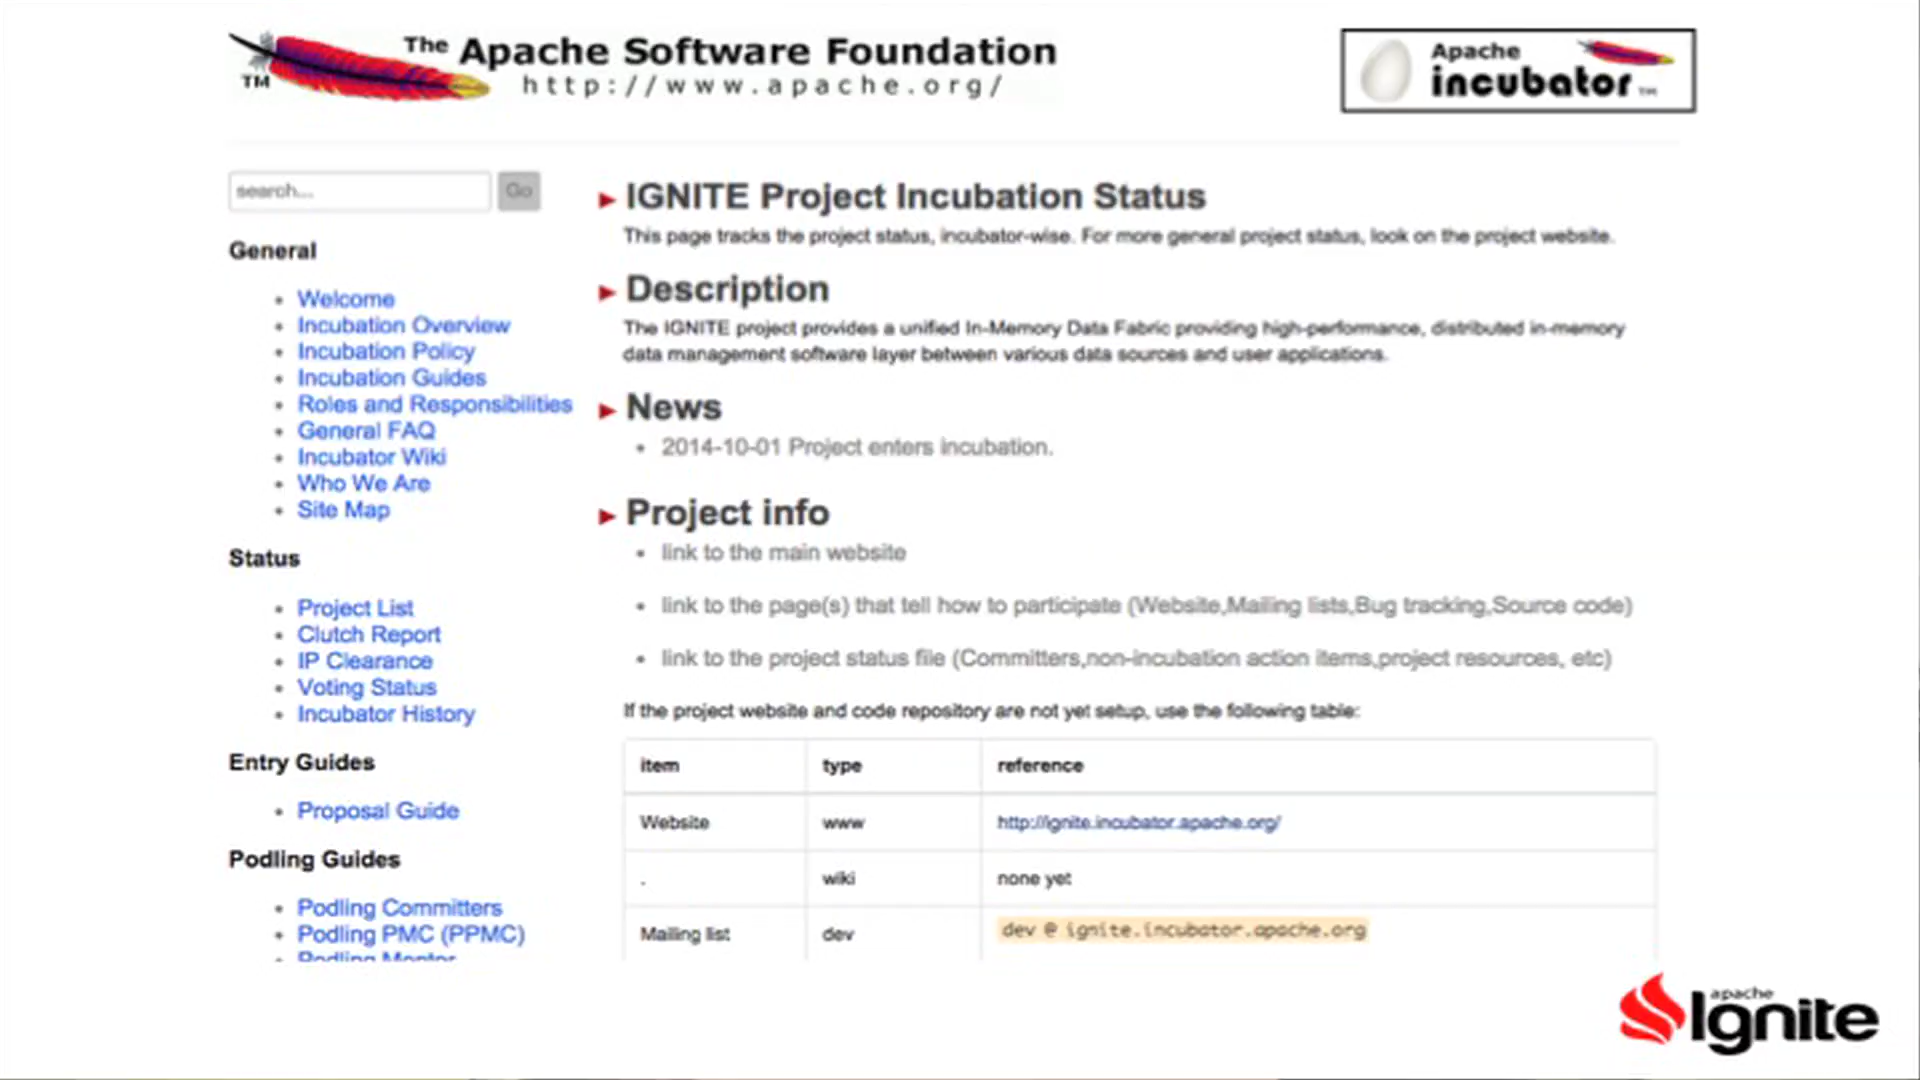 The Apache Software Foundation
http://www.apache.org/
TM
Apache
incubator TM
search...
Go
General
Welcome
Incubation Overview
Incubation Policy
Incubation Guides
Roles and Responsibilities
General FAQ
Incubator Wiki
Who We Are
Site Map
Status
Project List
Clutch Report
IP Clearance
Voting Status
Incubator History
Entry Guides
Proposal Guide
Podling Guides
Podling Committers
Podling PMC (PPMC)
Podling Mentor
IGNITE Project Incubation Status
This page tracks the project status, incubator-wise. For more general project status, look on the project website.
Description
The IGNITE project provides a unified In-Memory Data Fabric providing high-performance, distributed in-memory
data management software layer between various data sources and user applications.
News
2014-10-01 Project enters incubation.
Project info
link to the main website
link to the page(s) that tell how to participate (Website,Mailing lists,Bug tracking,Source code)
link to the project status file (Committers,non-incubation action items,project resources, etc)
If the project website and code repository are not yet setup, use the following table:
item type reference
Website www http://ignite.incubator.apache.org/
. wiki none yet
Mailing list dev dev @ ignite.incubator.apache.org
apache
Ignite